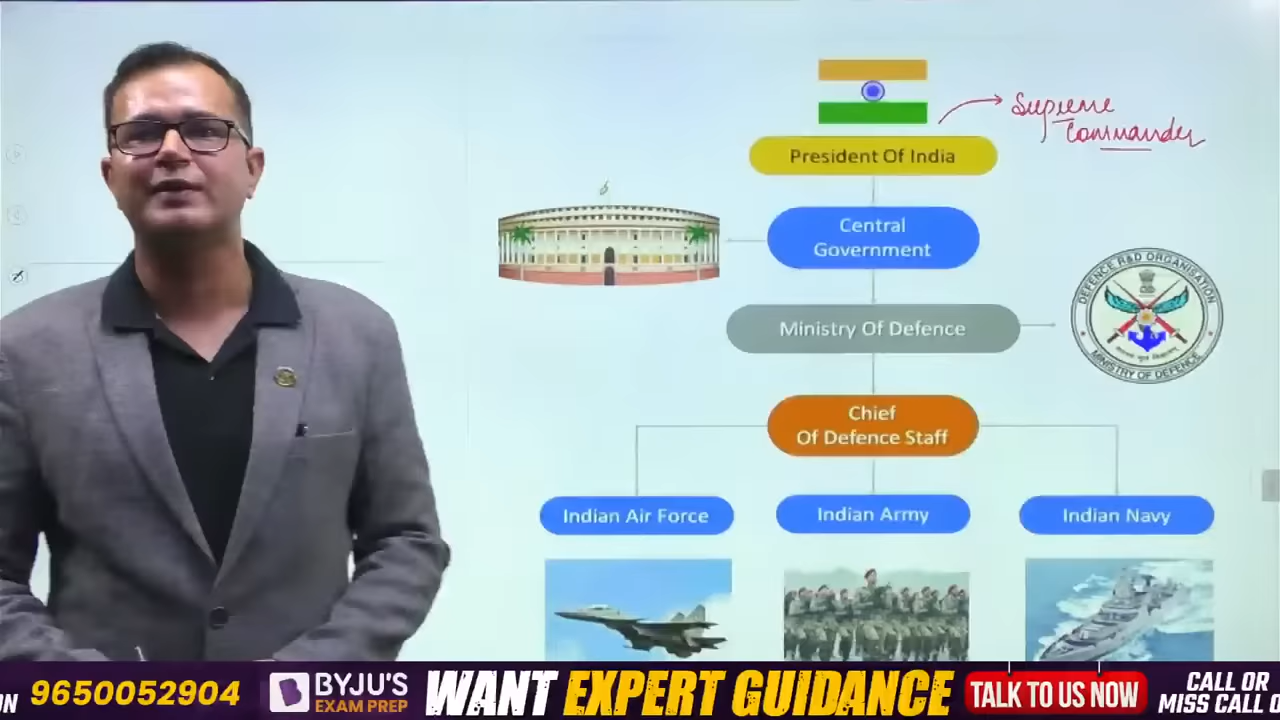 Supreme
Commander
President Of India
Central
Government
DEFENCE R&D ORGANISATION
MINISTRY OF DEFENCE
Ministry Of Defence
Chief
Of Defence Staff
Indian Air Force
Indian Army
Indian Navy
ON 9650052904
BYJU'S
EXAM PREP
WANT EXPERT GUIDANCE
TALK TO US NOW
CALL OR
MISS CALL O